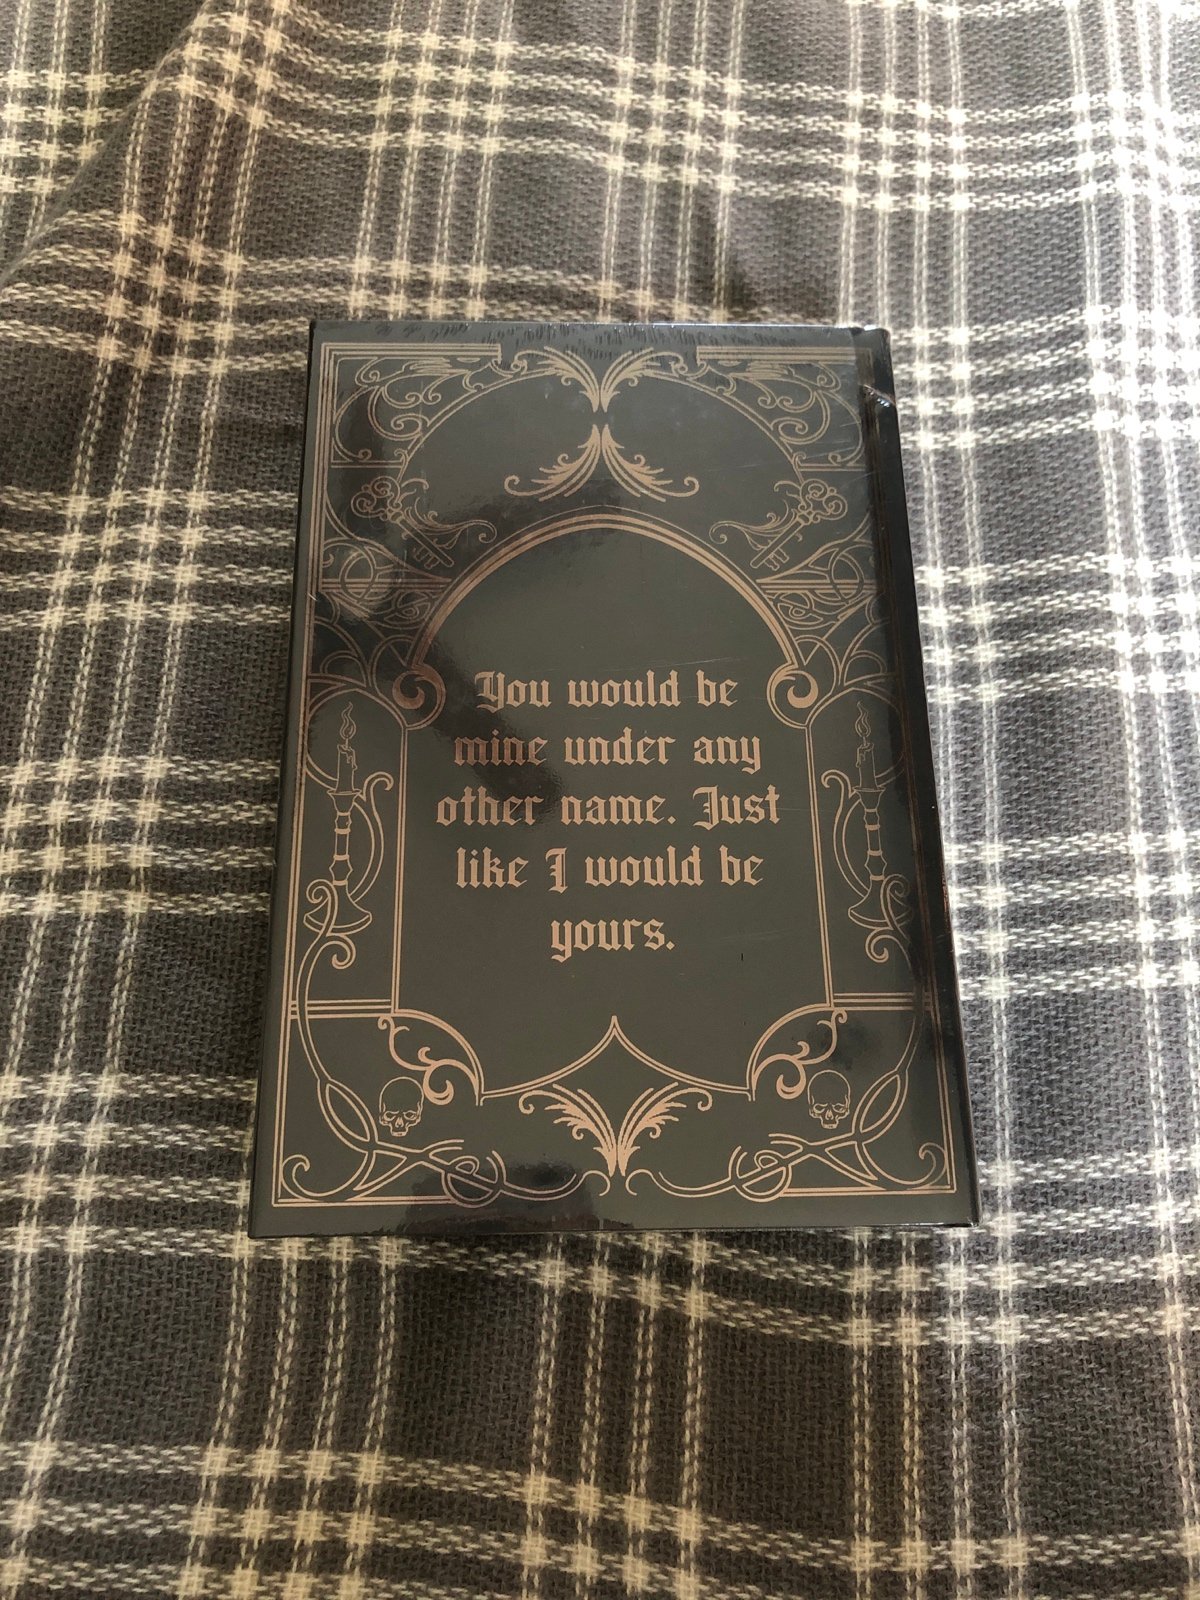 You would be
mine under any
other name. Just
like I would be
yours.